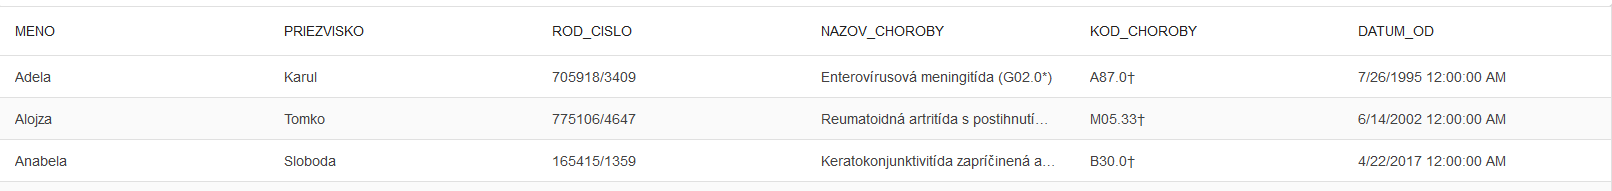 MENO PRIEZVISKO ROD_CISLO NAZOV_CHOROBY KOD_CHOROBY DATUM_OD
Adela Karul 705918/3409 Enterovírusová meningitída (G02.0*) A87.0† 7/26/1995 12:00:00 AM
Alojza Tomko 775106/4647 Reumatoidná artritída s postihnutí… M05.33† 6/14/2002 12:00:00 AM
Anabela Sloboda 165415/1359 Keratokonjunktivitída zapríčinená a… B30.0† 4/22/2017 12:00:00 AM